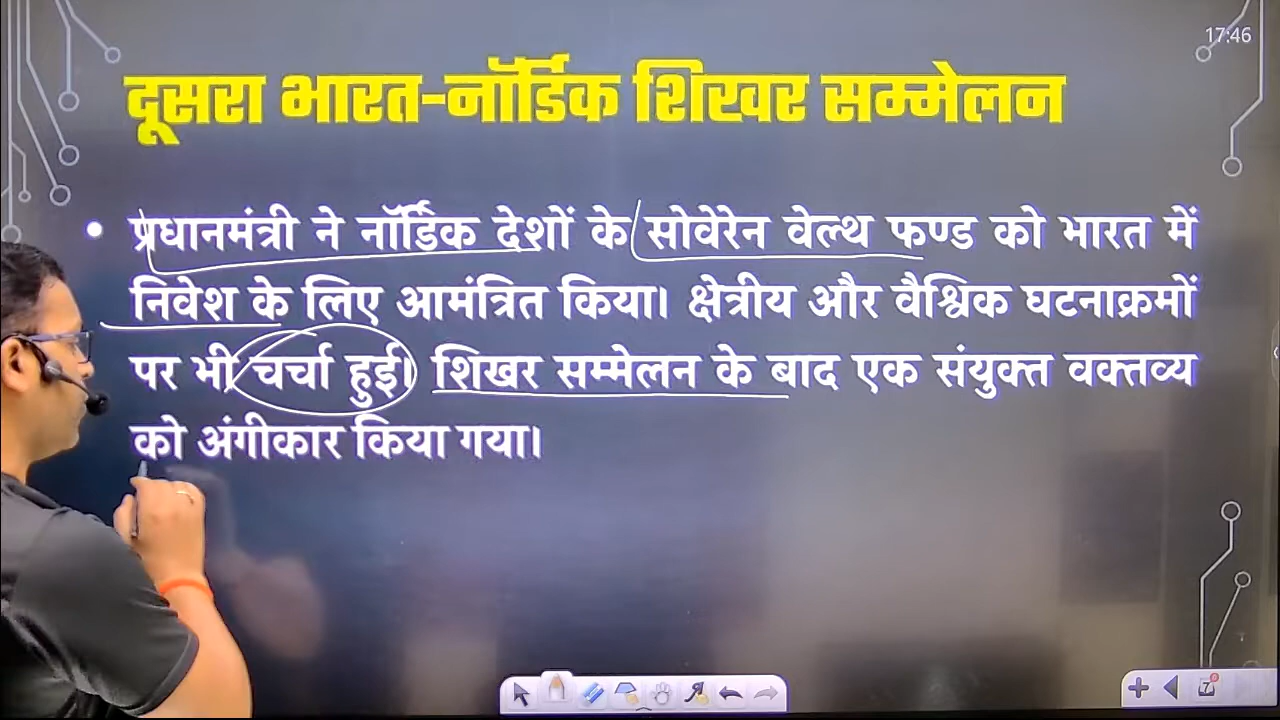 17:46
दूसरा भारत-नॉर्डिक शिखर सम्मेलन
• प्रधानमंत्री ने नॉर्डिक देशों के सोवेरेन वेल्थ फण्ड को भारत में
निवेश के लिए आमंत्रित किया। क्षेत्रीय और वैश्विक घटनाक्रमों
पर भी चर्चा हुई। शिखर सम्मेलन के बाद एक संयुक्त वक्तव्य
को अंगीकार किया गया।
7